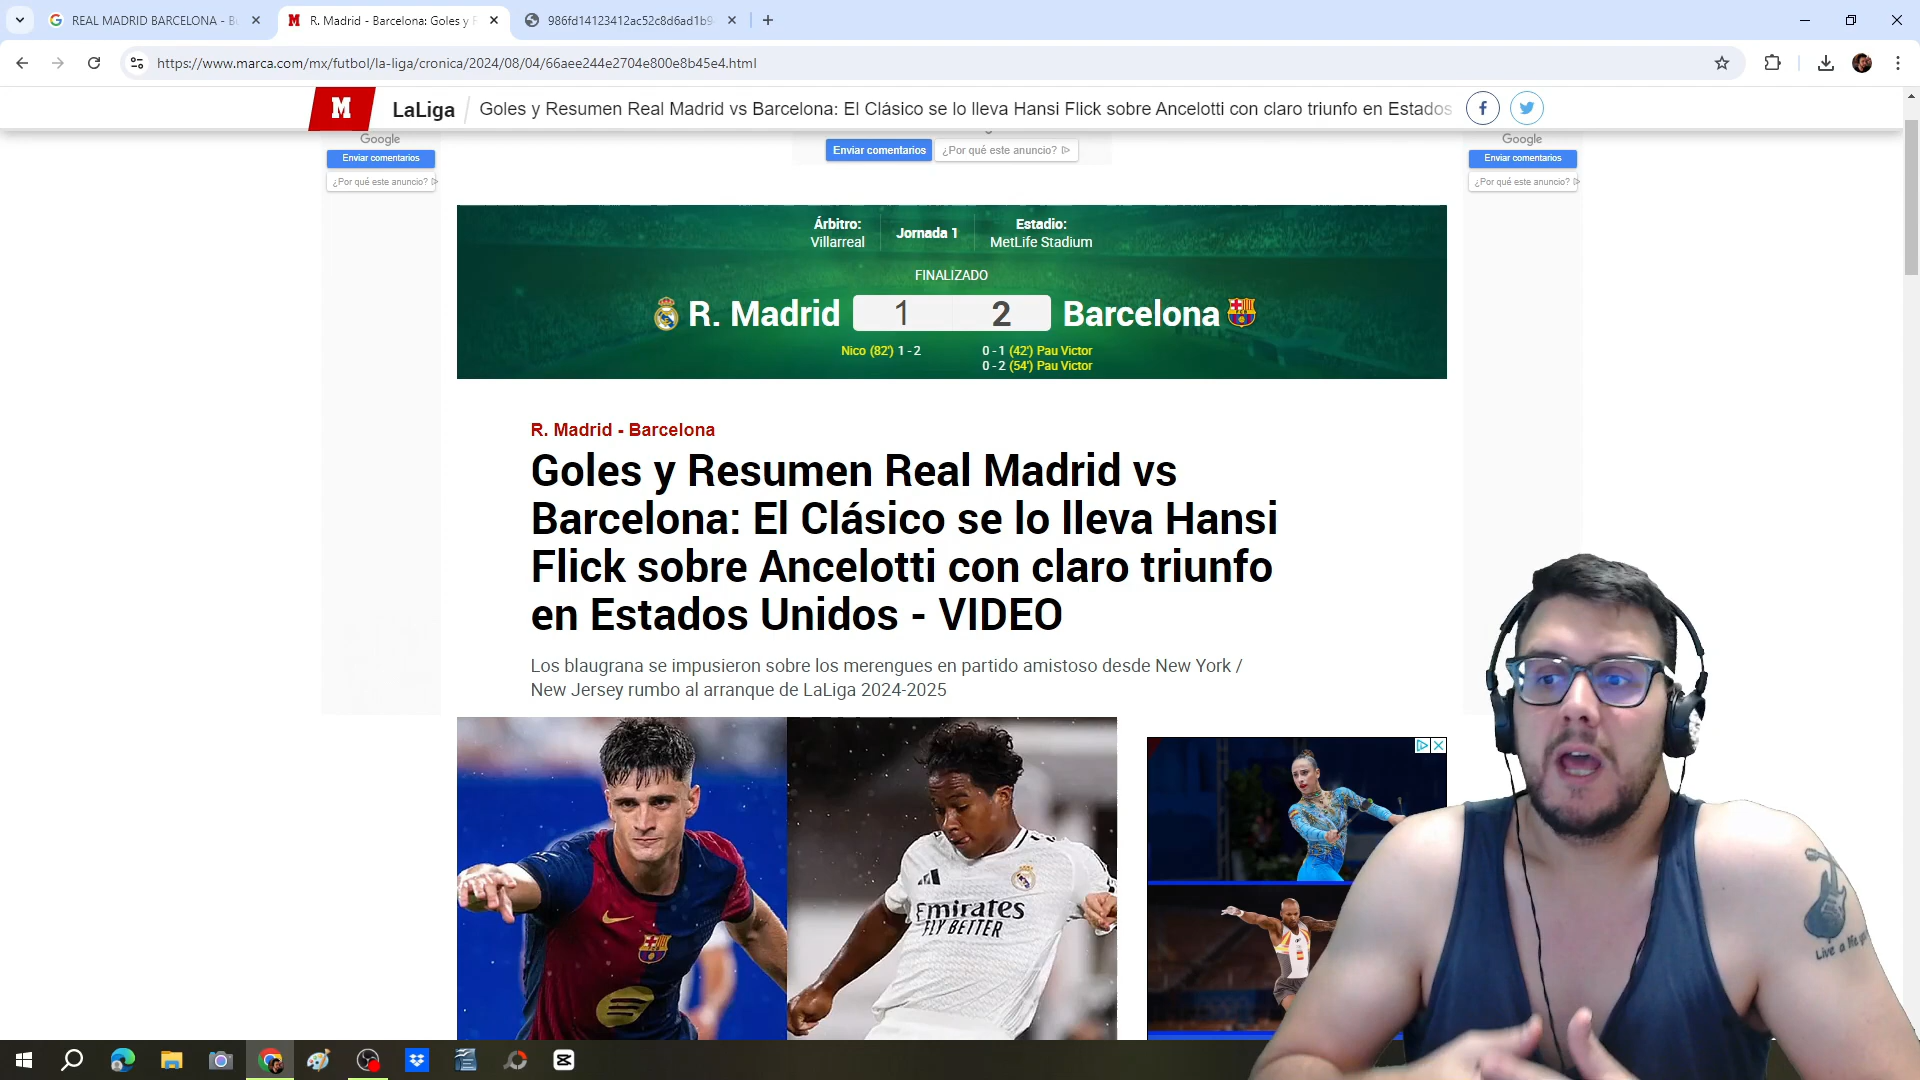 REAL MADRID BARCELONA - B
R. Madrid - Barcelona: Goles y R
986fd14123412ac52c8d6ad1b9
https://www.marca.com/mx/futbol/la-liga/cronica/2024/08/04/66aee244e2704e800e8b45e4.html
M
LaLiga
Goles y Resumen Real Madrid vs Barcelona: El Clásico se lo lleva Hansi Flick sobre Ancelotti con claro triunfo en Estados
Google
Enviar comentarios
¿Por qué este anuncio?
Enviar comentarios
¿Por qué este anuncio?
Google
Enviar comentarios
¿Por qué este anuncio?
Árbitro:
Villarreal
Jornada 1
Estadio:
MetLife Stadium
FINALIZADO
R. Madrid 1 2 Barcelona
Nico (82') 1 - 2
0 - 1 (42') Pau Victor
0 - 2 (54') Pau Victor
R. Madrid - Barcelona
Goles y Resumen Real Madrid vs
Barcelona: El Clásico se lo lleva Hansi
Flick sobre Ancelotti con claro triunfo
en Estados Unidos - VIDEO
Los blaugrana se impusieron sobre los merengues en partido amistoso desde New York /
New Jersey rumbo al arranque de LaLiga 2024-2025
Emirates
FLY BETTER
Live a